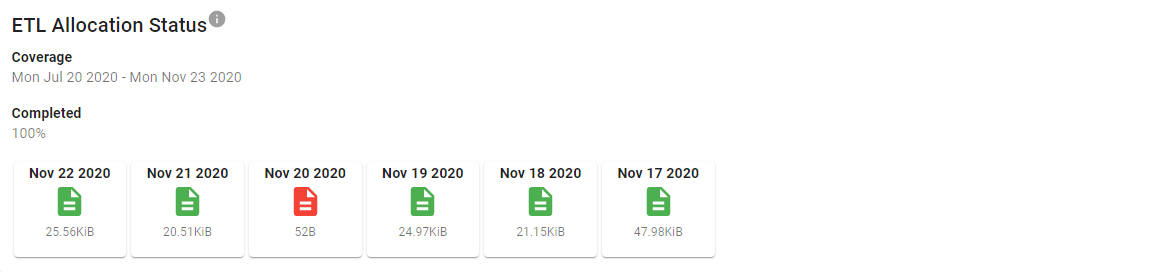 ETL Allocation Status
Coverage
Mon Jul 20 2020 - Mon Nov 23 2020
Completed
100%
Nov 22 2020 Nov 21 2020 Nov 20 2020 Nov 19 2020 Nov 18 2020 Nov 17 2020
25.56KiB 20.51KiB 52B 24.97KiB 21.15KiB 47.98KiB